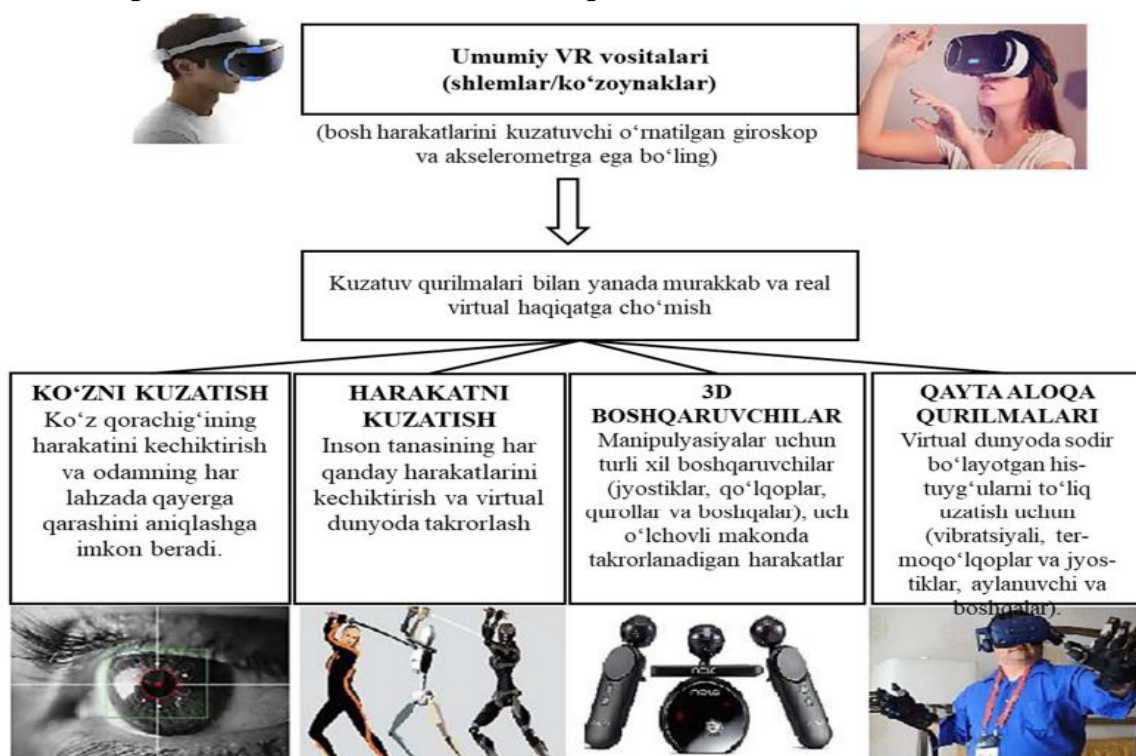 Umumiy VR vositalari
(shlemlar/ko‘zoynaklar)
(bosh harakatlarini kuzatuvchi o‘rnatilgan giroskop
va akselerometrga ega bo‘ling)
Kuzatuv qurilmalari bilan yanada murakkab va real
virtual haqiqatga cho‘mish
KO‘ZNI KUZATISH
Ko‘z qorachig‘ining
harakatini kechiktirish
va odamning har
lahzada qayerga
qarashini aniqlashga
imkon beradi.
HARAKATNI
KUZATISH
Inson tanasining har
qanday harakatlarini
kechiktirish va virtual
dunyoda takrorlash
3D
BOSHQARUVCHILAR
Manipulyasiyalar uchun
turli xil boshqaruvchilar
(jyostiklar, qo‘lqoplar,
qurollar va boshqalar), uch
o‘lchovli makonda
takrorlanadigan harakatlar
QAYTA ALOQA
QURILMALARI
Virtual dunyoda sodir
bo‘layotgan his-
tuyg‘ularni to‘liq
uzatish uchun
(vibratsiyali, ter-
moqo‘lqoplar va jyos-
tiklar, aylanuvchi va
boshqalar).